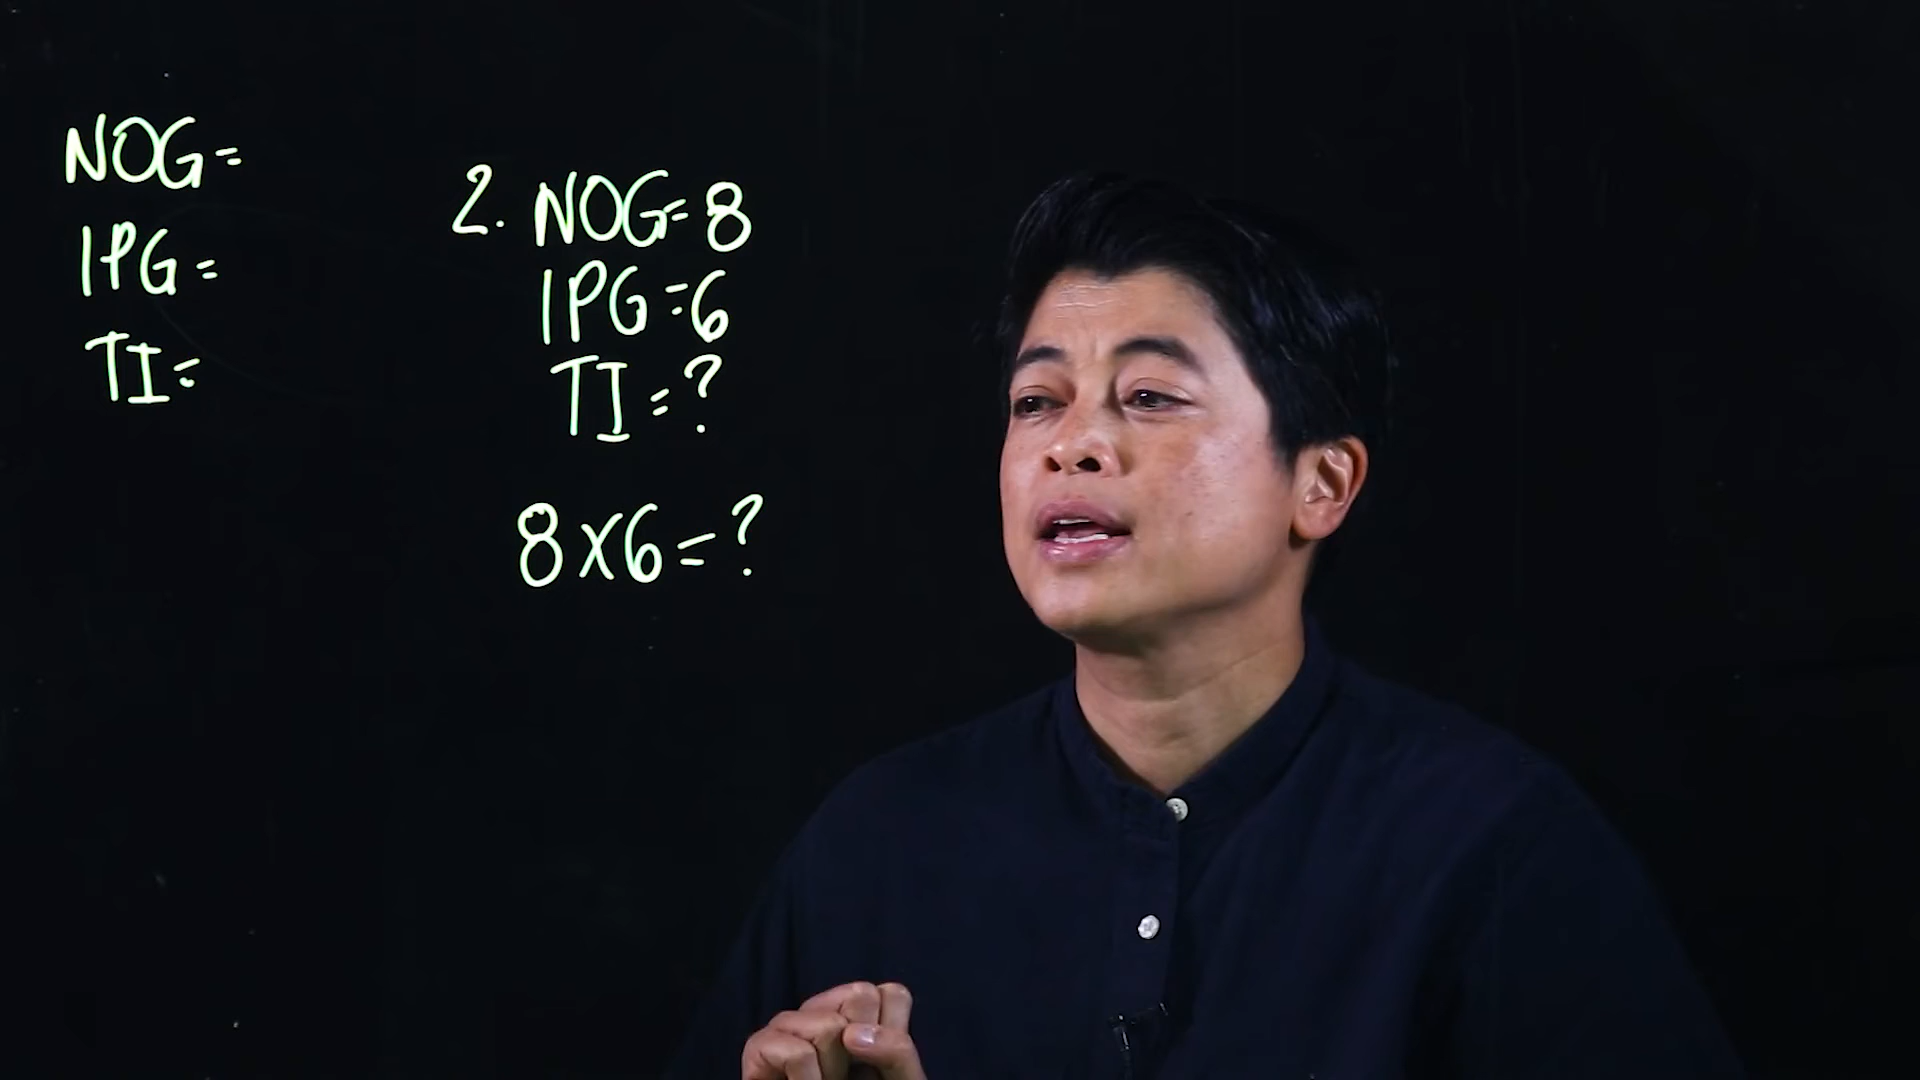 NOG=
IPG=
TI=
2. NOG=8
IPG=6
TI=?
8x6=?